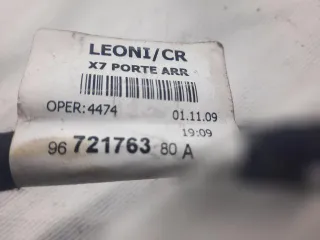 LEONI/CR
X7 PORTE ARR
OPER:4474 01.11.09
19:09
96 721763 80 A